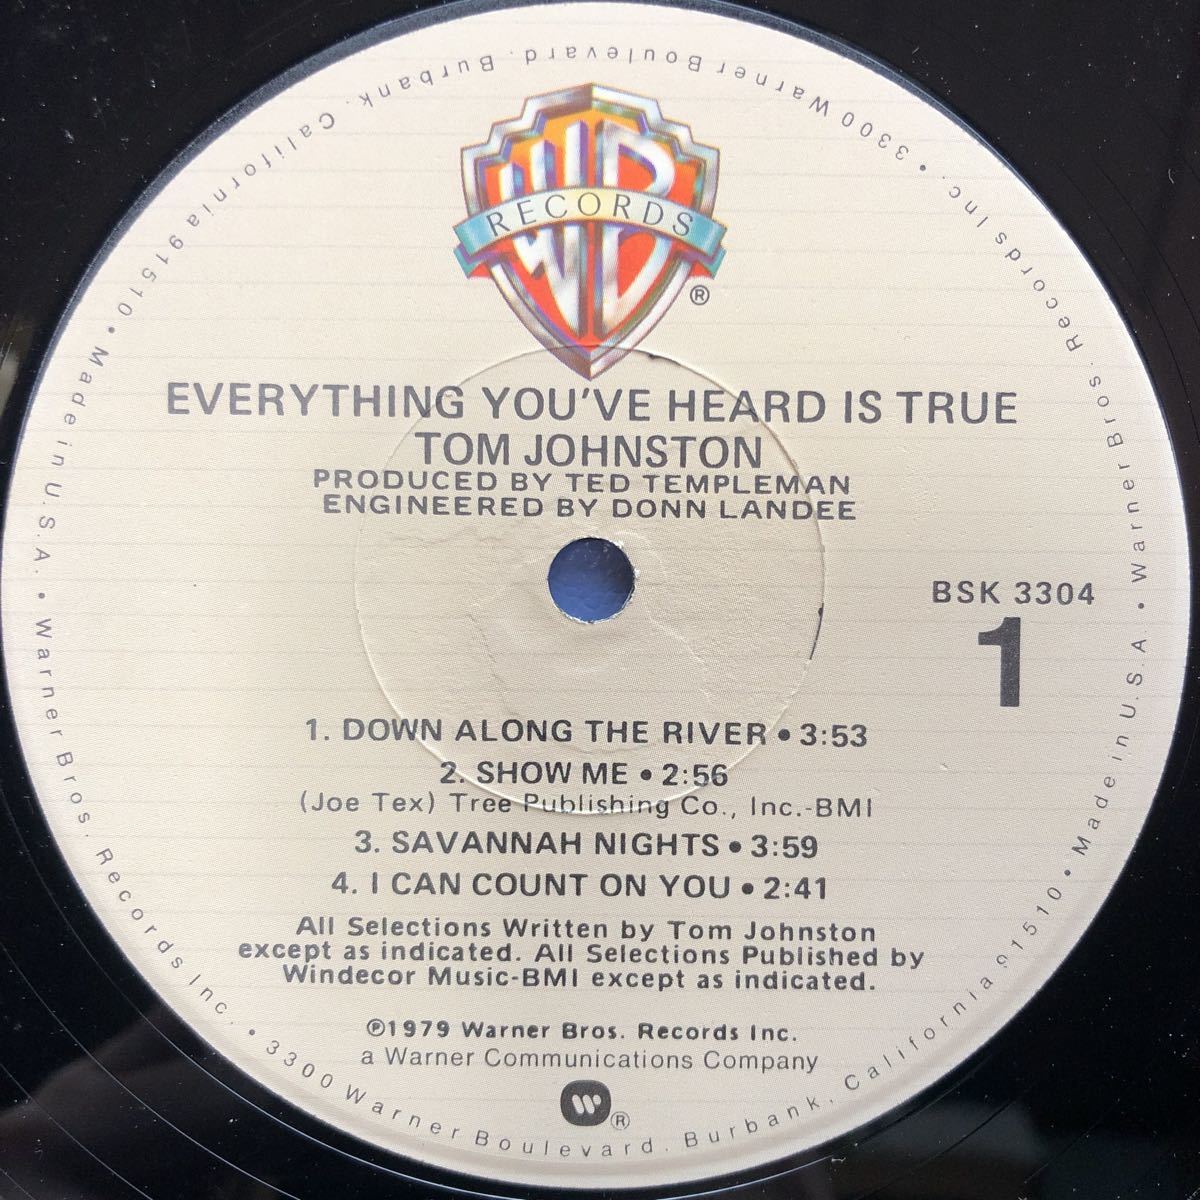 3300 Warner Boulevard. Burbank. California 91510 • Made in U.S.A. • Warner Bros. Records Inc. • 3300 Warner Boulevard. Burbank. California 91510 • Made in U.S.A • Warner Bros. Records Inc. •
WB
RECORDS
®
EVERYTHING YOU'VE HEARD IS TRUE
TOM JOHNSTON
PRODUCED BY TED TEMPLEMAN
ENGINEERED BY DONN LANDEE
BSK 3304
1
1. DOWN ALONG THE RIVER • 3:53
2. SHOW ME • 2:56
(Joe Tex) Tree Publishing Co., Inc.-BMI
3. SAVANNAH NIGHTS • 3:59
4. I CAN COUNT ON YOU • 2:41
All Selections Written by Tom Johnston
except as indicated. All Selections Published by
Windecor Music-BMI except as indicated.
℗1979 Warner Bros. Records Inc.
a Warner Communications Company
®